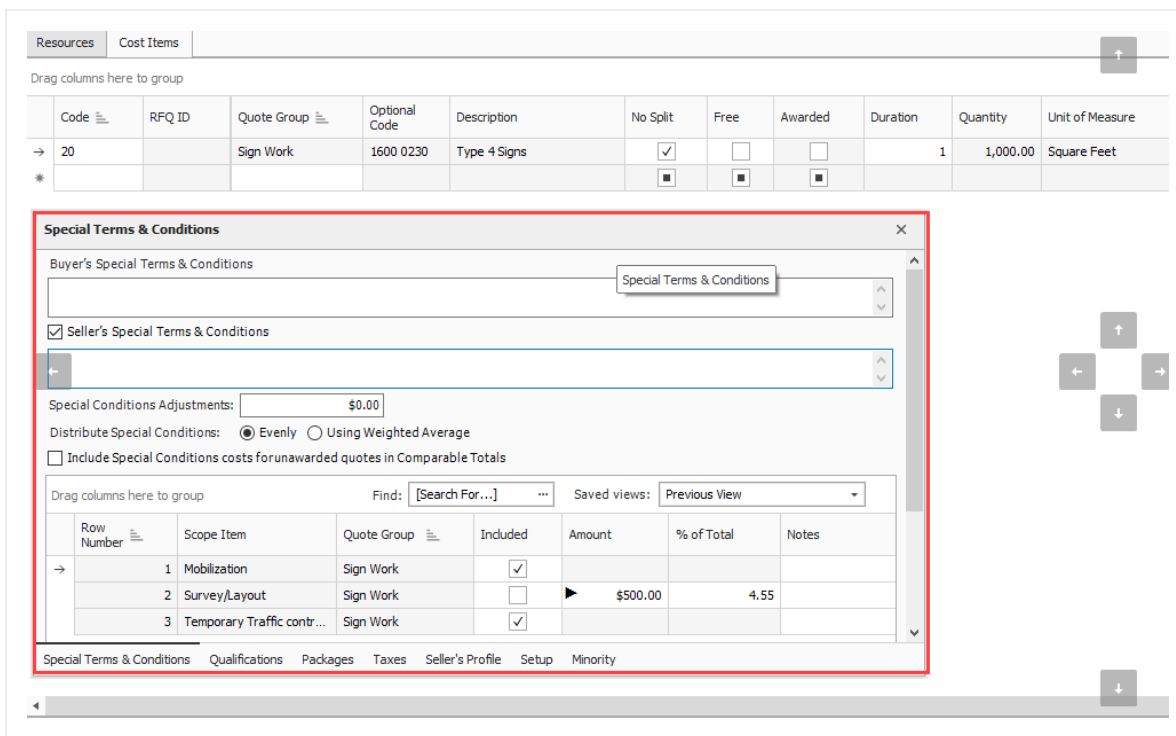 Resources Cost Items
Drag columns here to group
Code RFQ ID Quote Group Optional Code Description No Split Free Awarded Duration Quantity Unit of Measure
20 Sign Work 1600 0230 Type 4 Signs 1 1,000.00 Square Feet
Special Terms & Conditions
Buyer's Special Terms & Conditions
Special Terms & Conditions
Seller's Special Terms & Conditions
Special Conditions Adjustments: $0.00
Distribute Special Conditions: Evenly Using Weighted Average
Include Special Conditions costs forunawarded quotes in Comparable Totals
Drag columns here to group Find: [Search For...] ... Saved views: Previous View
Row Number Scope Item Quote Group Included Amount % of Total Notes
1 Mobilization Sign Work
2 Survey/Layout Sign Work $500.00 4.55
3 Temporary Traffic contr... Sign Work
Special Terms & Conditions Qualifications Packages Taxes Seller's Profile Setup Minority